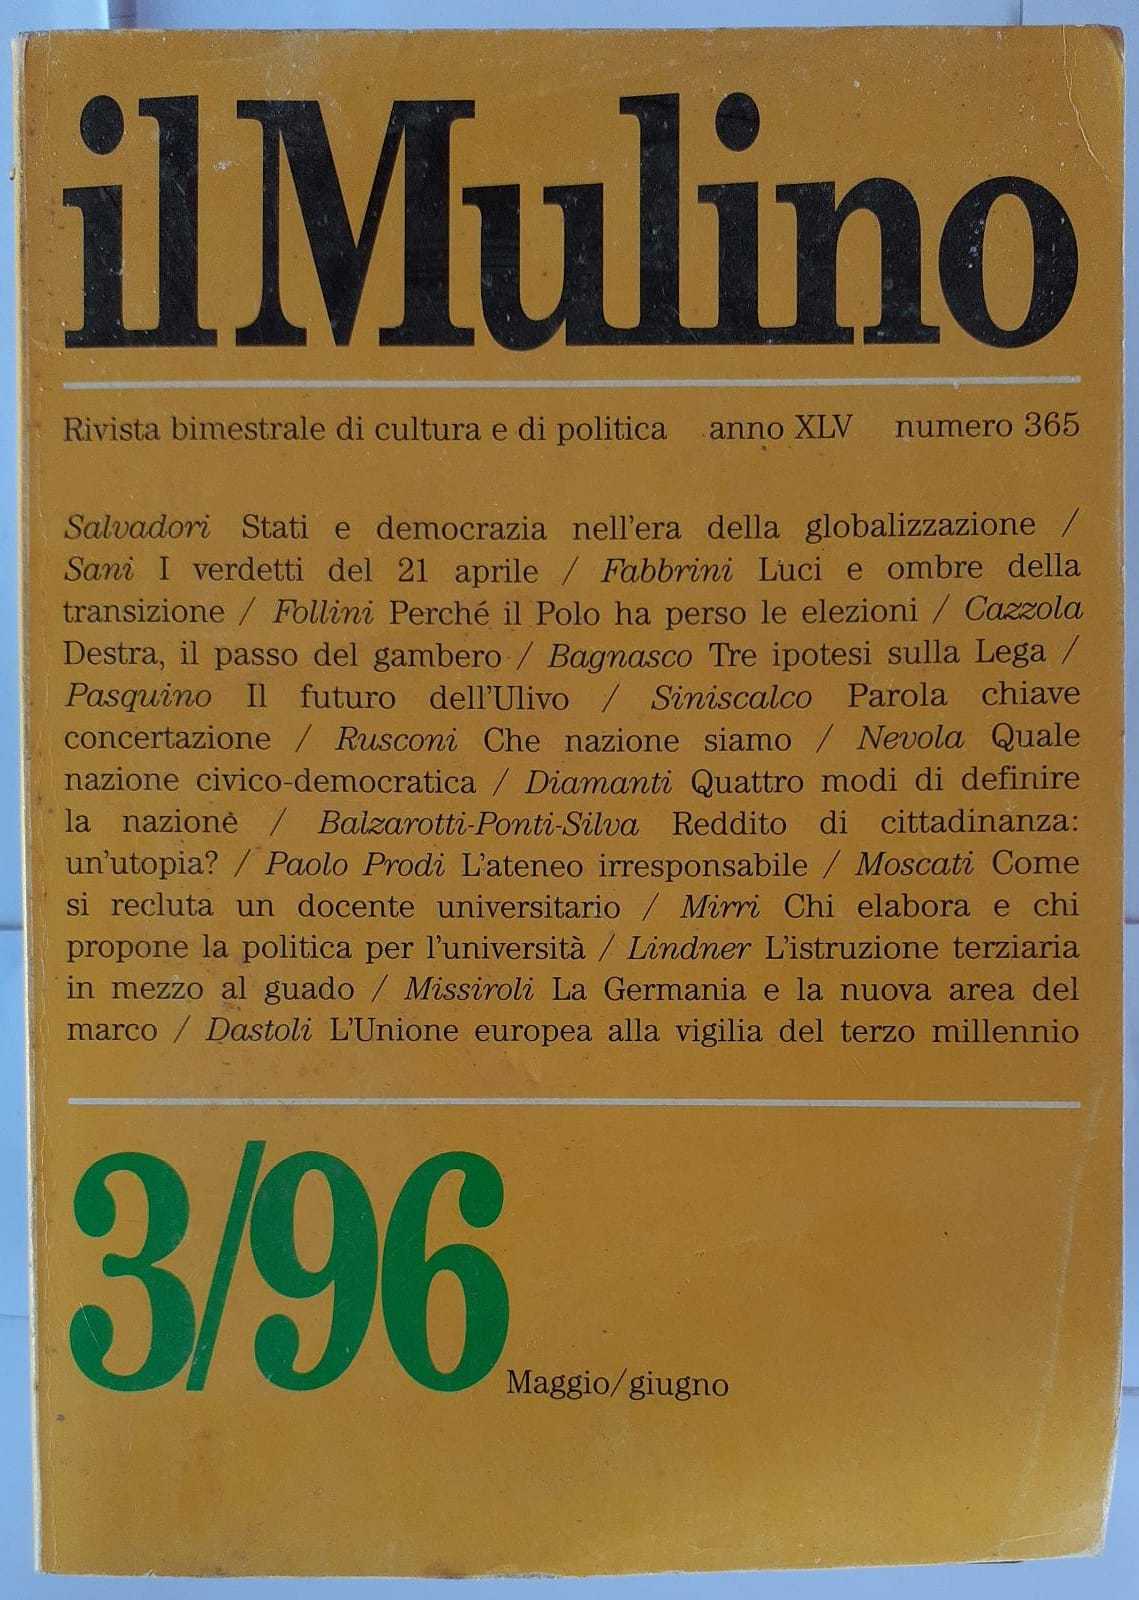 il Mulino
Rivista bimestrale di cultura e di politica anno XLV numero 365
Salvadori Stati e democrazia nell'era della globalizzazione /
Sani I verdetti del 21 aprile / Fabbrini Luci e ombre della
transizione / Follini Perché il Polo ha perso le elezioni / Cazzola
Destra, il passo del gambero / Bagnasco Tre ipotesi sulla Lega /
Pasquino Il futuro dell'Ulivo / Siniscalco Parola chiave
concertazione / Rusconi Che nazione siamo / Nevola Quale
nazione civico-democratica / Diamanti Quattro modi di definire
la nazione / Balzarotti-Ponti-Silva Reddito di cittadinanza:
un'utopia? / Paolo Prodi L'ateneo irresponsabile / Moscati Come
si recluta un docente universitario / Mirri Chi elabora e chi
propone la politica per l'università / Lindner L'istruzione terziaria
in mezzo al guado / Missiroli La Germania e la nuova area del
marco / Dastoli L'Unione europea alla vigilia del terzo millennio
3/96 Maggio/giugno